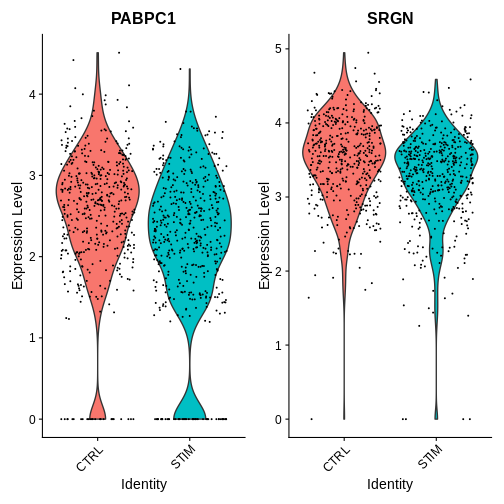 PABPC1
Expression Level
4
3
2
1
0
CTRL
STIM
Identity
SRGN
Expression Level
5
4
3
2
1
0
CTRL
STIM
Identity